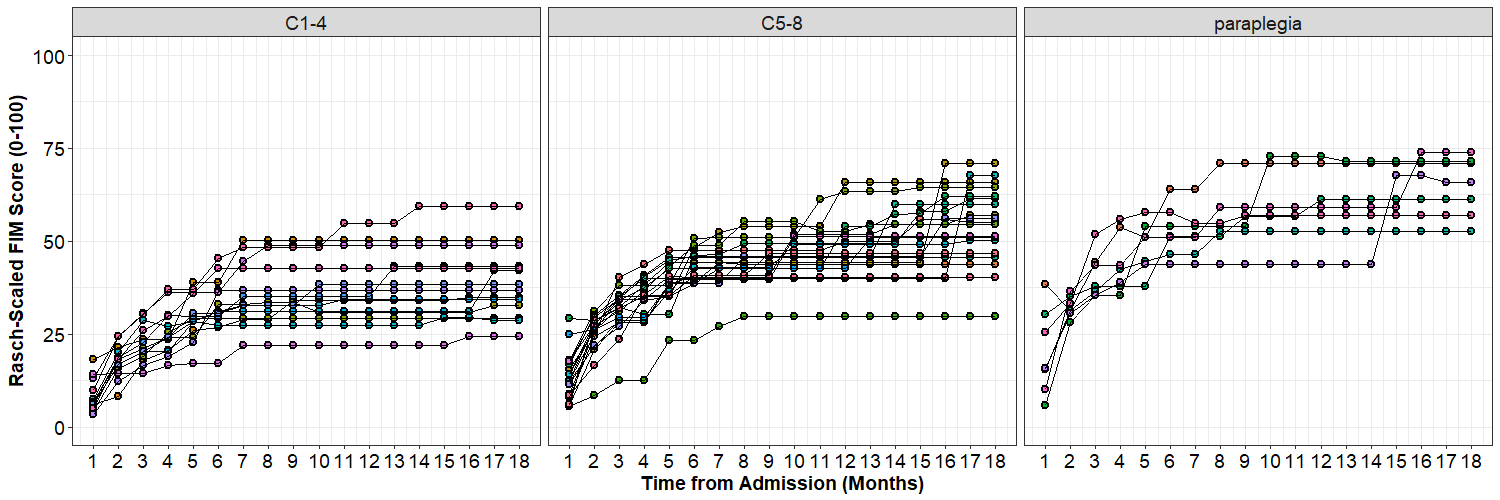 C1-4 C5-8 paraplegia
Rasch-Scaled FIM Score (0-100)
100
75
50
25
0
1 2 3 4 5 6 7 8 9 10 11 12 13 14 15 16 17 18 1 2 3 4 5 6 7 8 9 10 11 12 13 14 15 16 17 18 1 2 3 4 5 6 7 8 9 10 11 12 13 14 15 16 17 18
Time from Admission (Months)